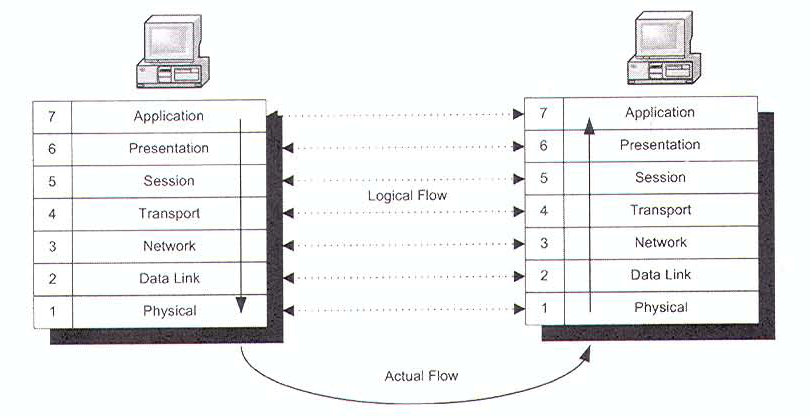 7 Application
6 Presentation
5 Session
4 Transport
3 Network
2 Data Link
1 Physical
Logical Flow
7 Application
6 Presentation
5 Session
4 Transport
3 Network
2 Data Link
1 Physical
Actual Flow